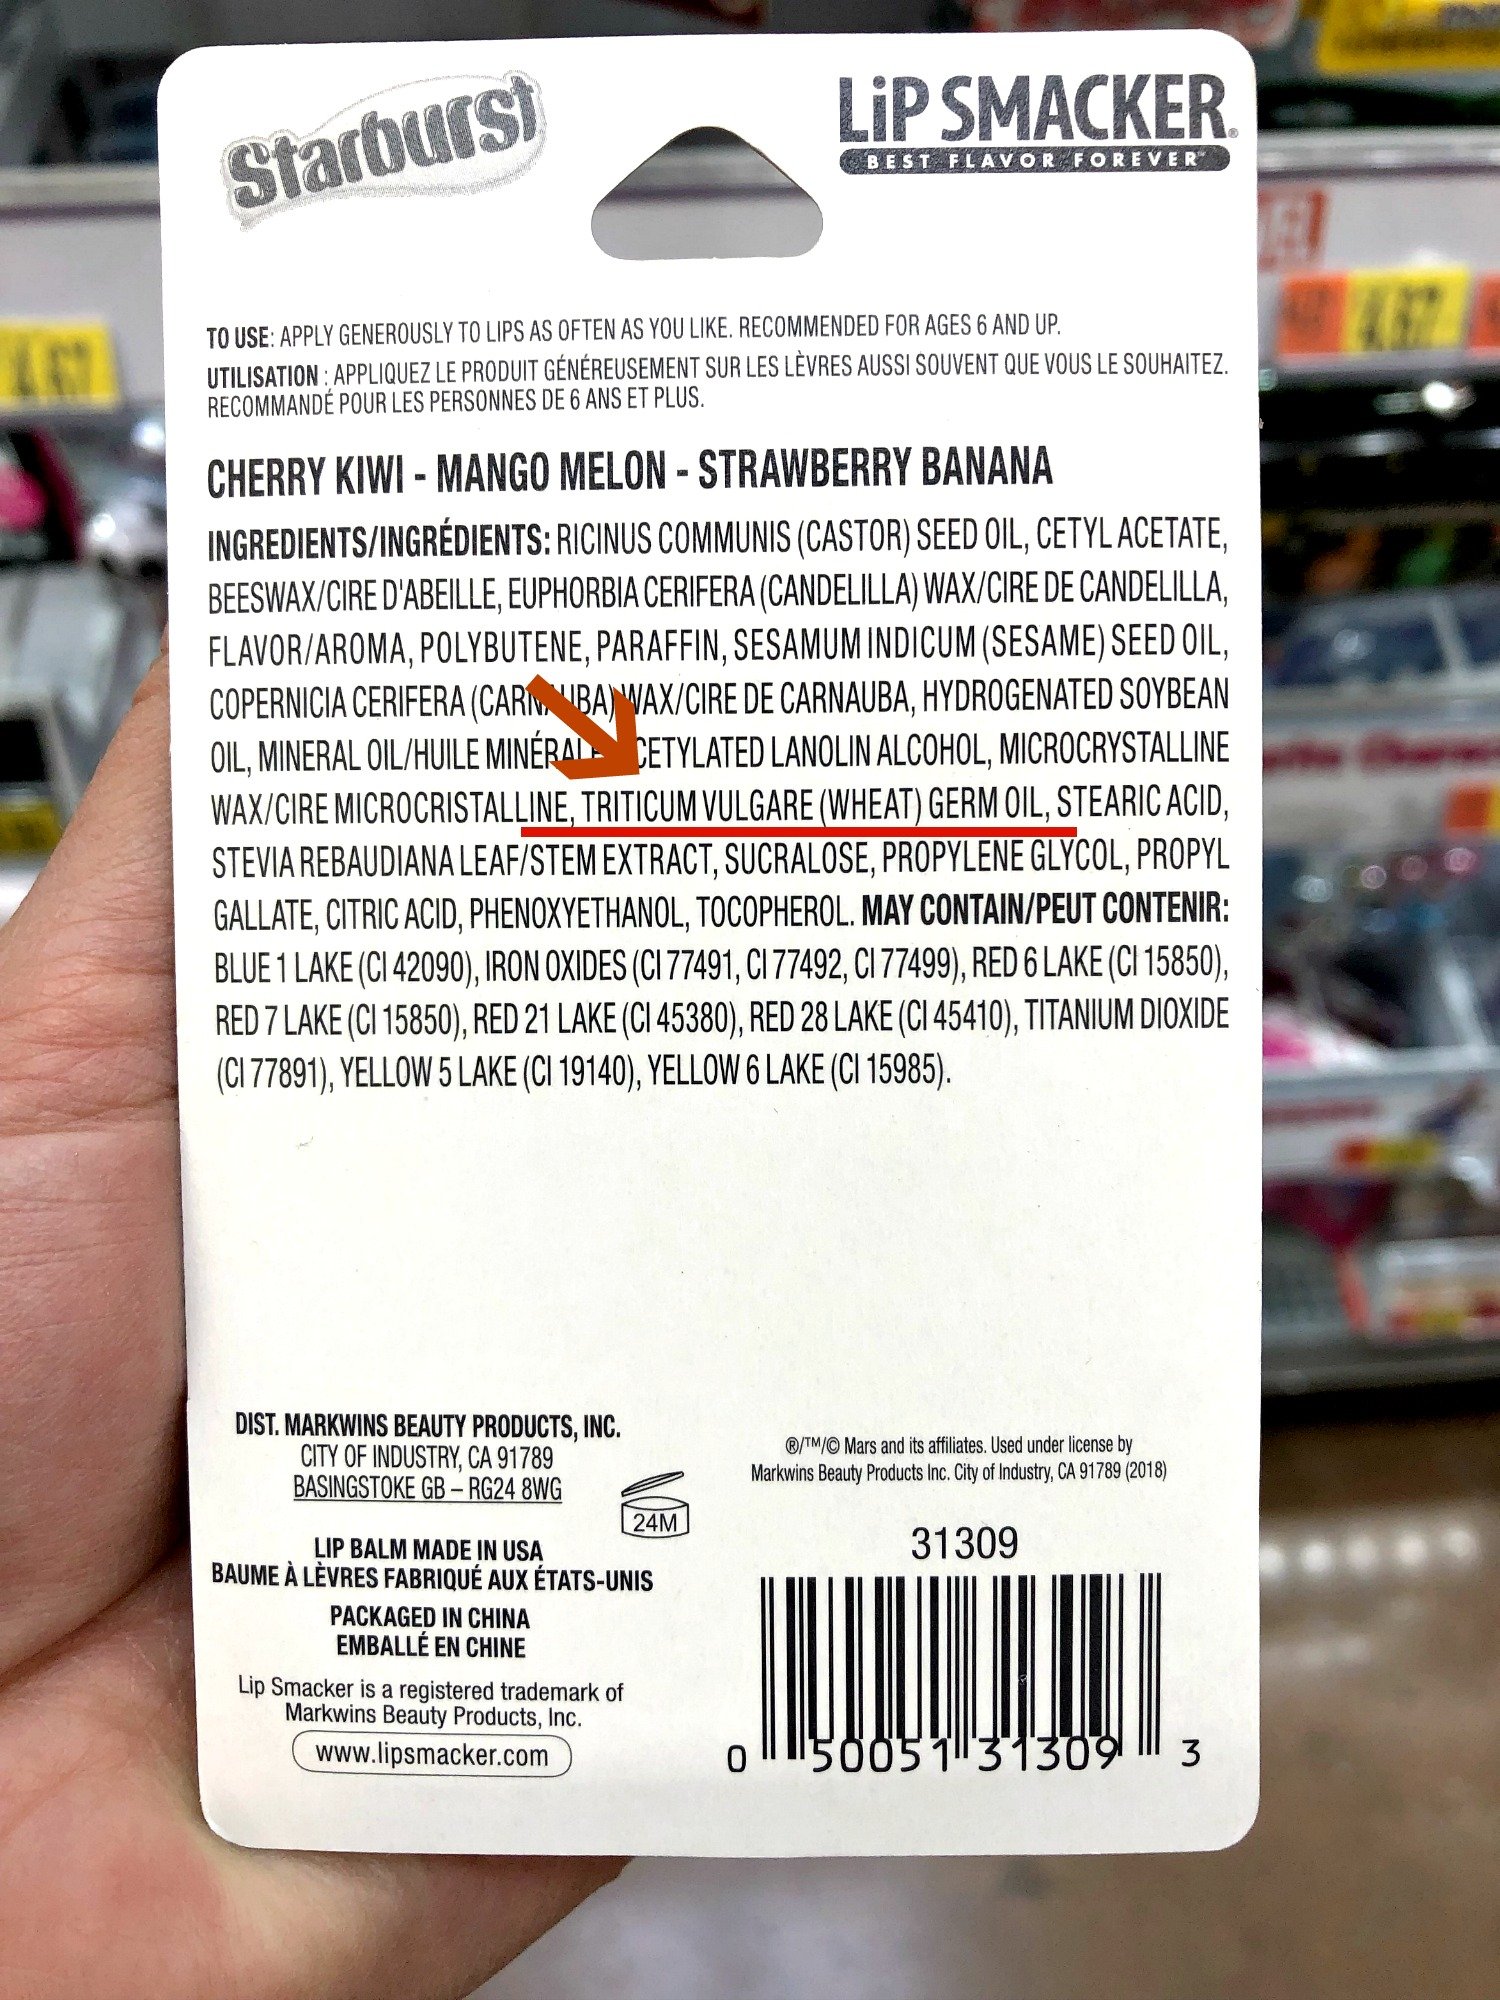 Starburst
LiP SMACKER®
BEST FLAVOR FOREVER™
TO USE: APPLY GENEROUSLY TO LIPS AS OFTEN AS YOU LIKE. RECOMMENDED FOR AGES 6 AND UP.
UTILISATION : APPLIQUEZ LE PRODUIT GÉNÉREUSEMENT SUR LES LÈVRES AUSSI SOUVENT QUE VOUS LE SOUHAITEZ.
RECOMMANDÉ POUR LES PERSONNES DE 6 ANS ET PLUS.
CHERRY KIWI - MANGO MELON - STRAWBERRY BANANA
INGREDIENTS/INGRÉDIENTS: RICINUS COMMUNIS (CASTOR) SEED OIL, CETYL ACETATE,
BEESWAX/CIRE D'ABEILLE, EUPHORBIA CERIFERA (CANDELILLA) WAX/CIRE DE CANDELILLA,
FLAVOR/AROMA, POLYBUTENE, PARAFFIN, SESAMUM INDICUM (SESAME) SEED OIL,
COPERNICIA CERIFERA (CARNAUBA) WAX/CIRE DE CARNAUBA, HYDROGENATED SOYBEAN
OIL, MINERAL OIL/HUILE MINÉRALE, ACETYLATED LANOLIN ALCOHOL, MICROCRYSTALLINE
WAX/CIRE MICROCRISTALLINE, TRITICUM VULGARE (WHEAT) GERM OIL, STEARIC ACID,
STEVIA REBAUDIANA LEAF/STEM EXTRACT, SUCRALOSE, PROPYLENE GLYCOL, PROPYL
GALLATE, CITRIC ACID, PHENOXYETHANOL, TOCOPHEROL. MAY CONTAIN/PEUT CONTENIR:
BLUE 1 LAKE (CI 42090), IRON OXIDES (CI 77491, CI 77492, CI 77499), RED 6 LAKE (CI 15850),
RED 7 LAKE (CI 15850), RED 21 LAKE (CI 45380), RED 28 LAKE (CI 45410), TITANIUM DIOXIDE
(CI 77891), YELLOW 5 LAKE (CI 19140), YELLOW 6 LAKE (CI 15985).
DIST. MARKWINS BEAUTY PRODUCTS, INC.
CITY OF INDUSTRY, CA 91789
BASINGSTOKE GB – RG24 8WG
24M
LIP BALM MADE IN USA
BAUME À LÈVRES FABRIQUÉ AUX ÉTATS-UNIS
PACKAGED IN CHINA
EMBALLÉ EN CHINE
Lip Smacker is a registered trademark of
Markwins Beauty Products, Inc.
www.lipsmacker.com
®/™/© Mars and its affiliates. Used under license by
Markwins Beauty Products Inc. City of Industry, CA 91789 (2018)
31309
0 50051 31309 3